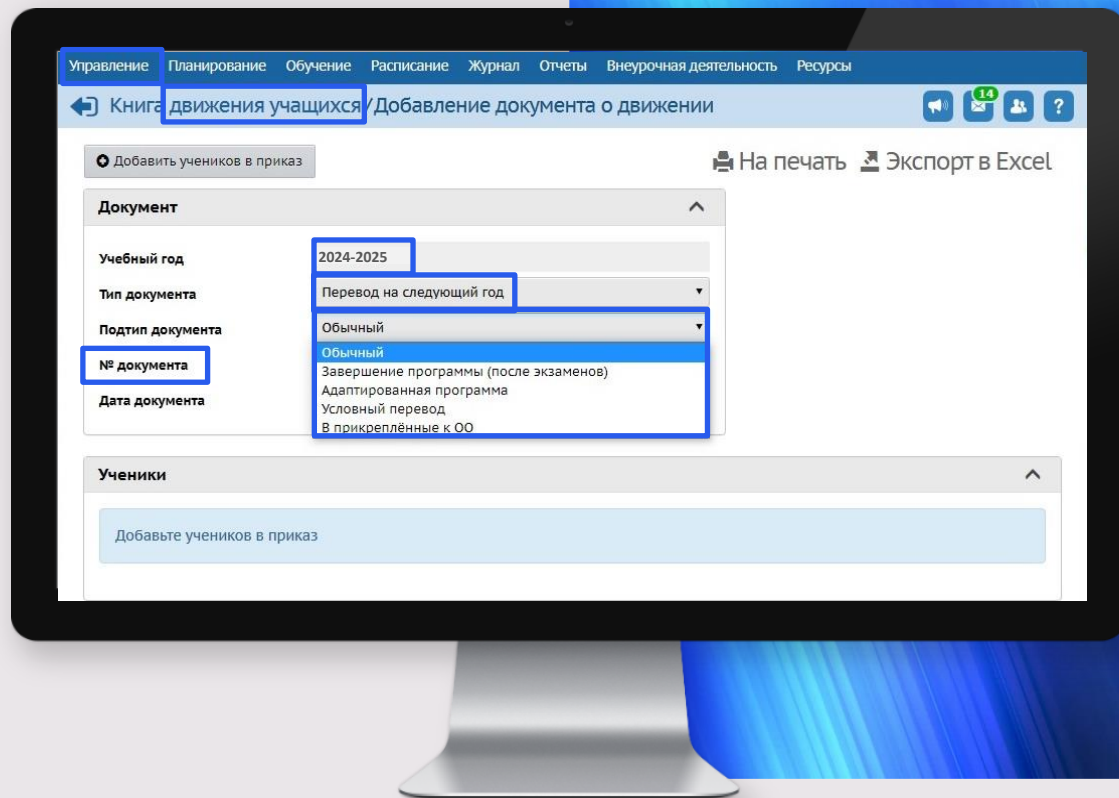 Управление Планирование Обучение Расписание Журнал Отчеты Внеурочная деятельность Ресурсы
Книга движения учащихся/Добавление документа о движении 14 ?
Добавить учеников в приказ На печать Экспорт в Excel
Документ
Учебный год 2024-2025
Тип документа Перевод на следующий год
Подтип документа Обычный
№ документа Обычный
Завершение программы (после экзаменов)
Адаптированная программа
Дата документа Условный перевод
В прикреплённые к ОО
Ученики
Добавьте учеников в приказ